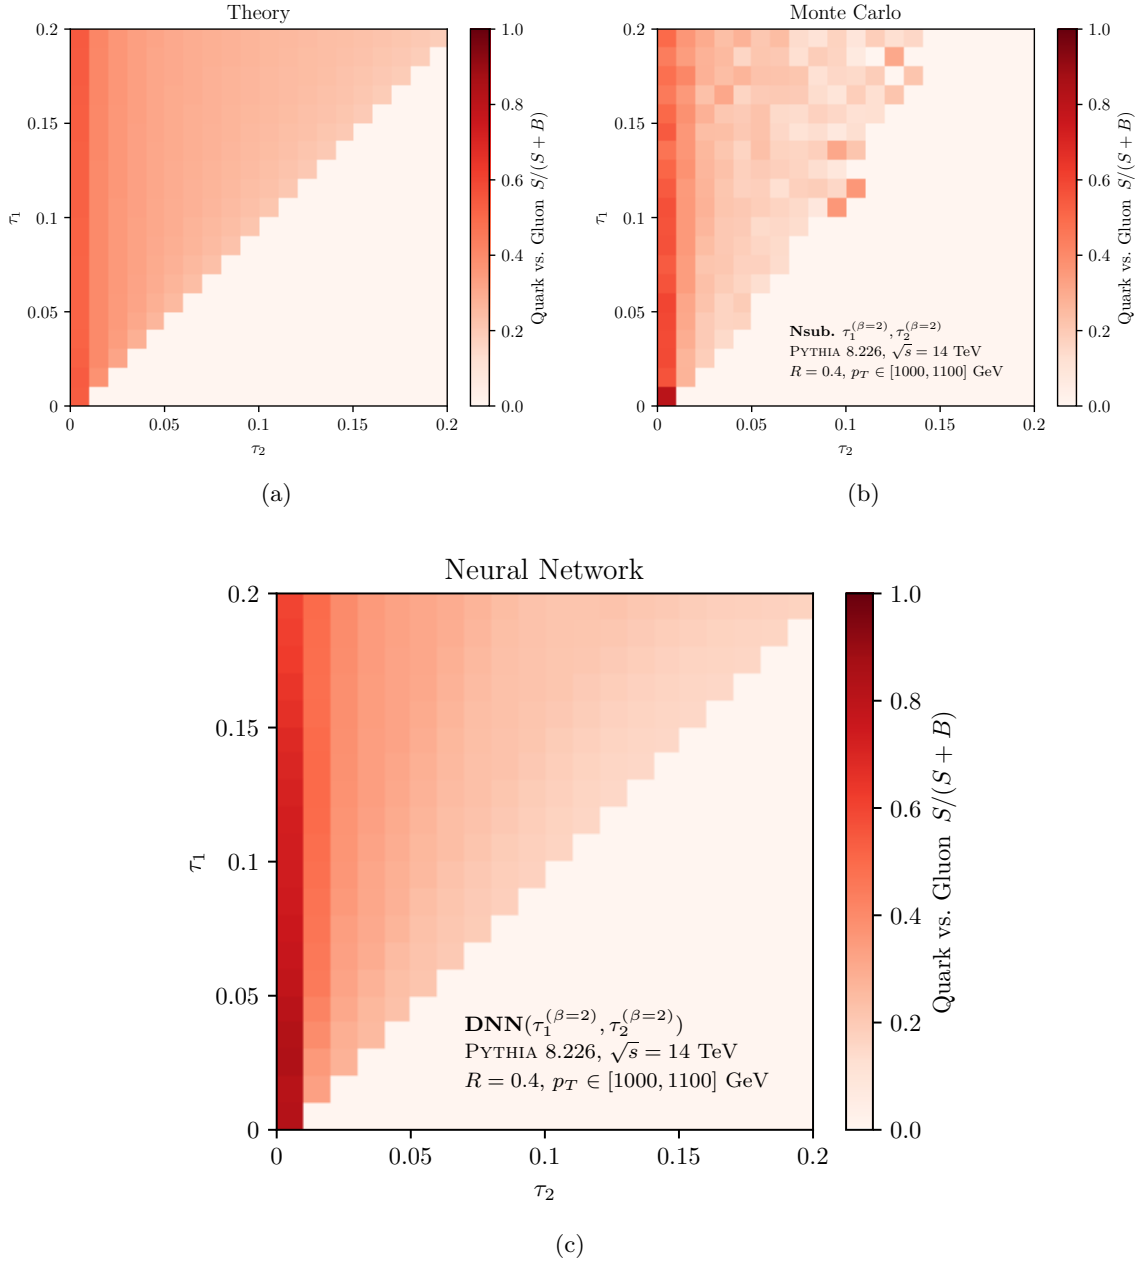 Theory
0.2
0.15
0.1
0.05
0
τ₁
0
0.05
0.1
0.15
0.2
τ₂
1.0
0.8
0.6
0.4
0.2
0.0
Quark vs. Gluon S/(S + B)
(a)
Monte Carlo
0.2
0.15
0.1
0.05
0
τ₁
Nsub. τ₁^(β=2), τ₂^(β=2)
PYTHIA 8.226, √s = 14 TeV
R = 0.4, p_T ∈ [1000, 1100] GeV
0
0.05
0.1
0.15
0.2
τ₂
1.0
0.8
0.6
0.4
0.2
0.0
Quark vs. Gluon S/(S + B)
(b)
Neural Network
0.2
0.15
0.1
0.05
0
τ₁
DNN(τ₁^(β=2), τ₂^(β=2))
PYTHIA 8.226, √s = 14 TeV
R = 0.4, p_T ∈ [1000, 1100] GeV
0
0.05
0.1
0.15
0.2
τ₂
1.0
0.8
0.6
0.4
0.2
0.0
Quark vs. Gluon S/(S + B)
(c)